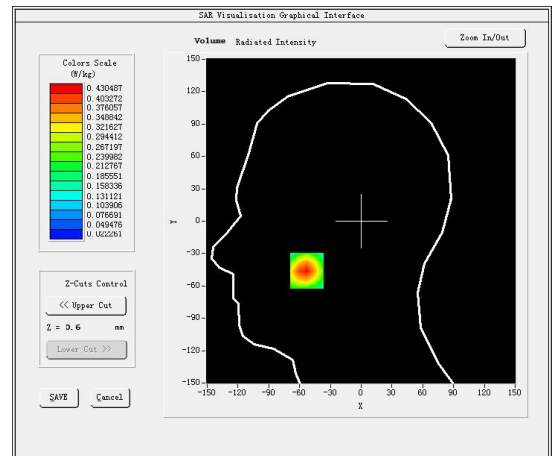 SAR Visualisation Graphical Interface
Volume Radiated Intensity
Zoom In/Out
Colors Scale
(W/kg)
0.430487
0.403272
0.376057
0.348842
0.321627
0.294412
0.267197
0.239982
0.212767
0.185551
0.158336
0.131121
0.103906
0.076691
0.049476
0.022261
Z-Cuts Control
<< Upper Cut
Z = 0.6 mm
Lower Cut >>
SAVE Cancel
150
120
90
60
30
0
-30
-60
-90
-120
-150
Y
-150 -120 -90 -60 -30 0 30 60 90 120 150
X